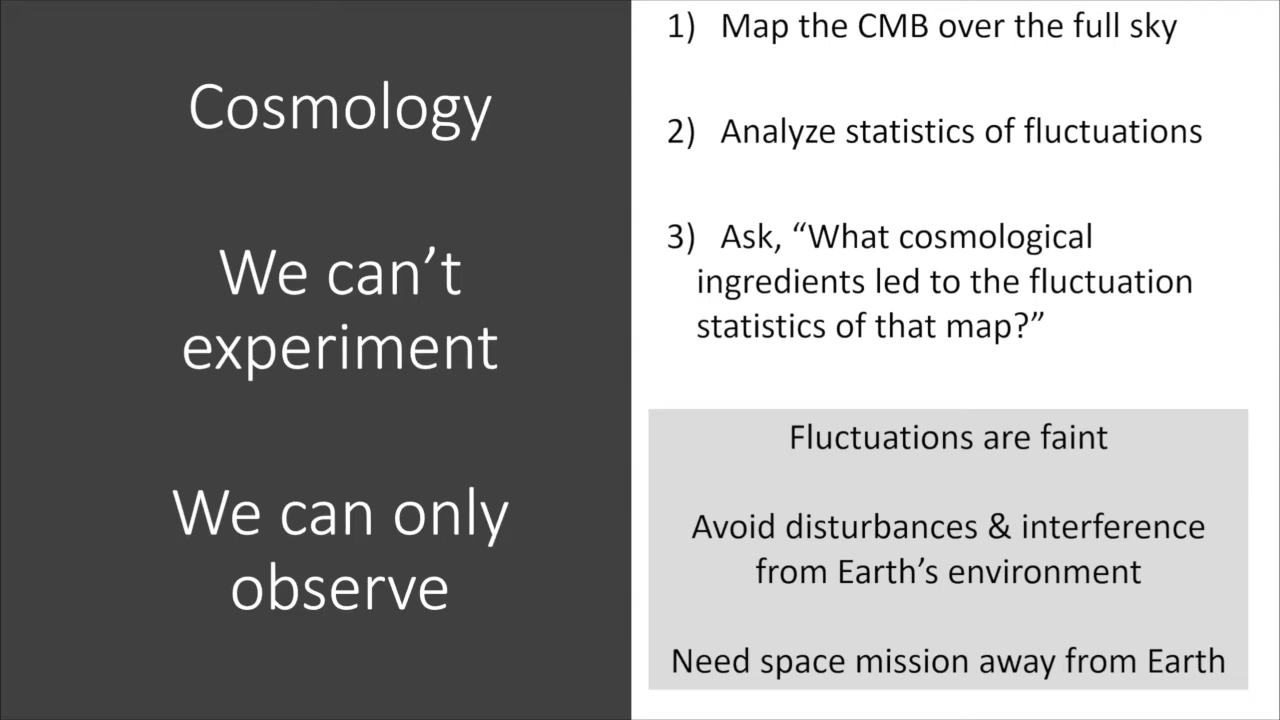 Cosmology
We can’t
experiment
We can only
observe
1) Map the CMB over the full sky
2) Analyze statistics of fluctuations
3) Ask, “What cosmological
ingredients led to the fluctuation
statistics of that map?”
Fluctuations are faint
Avoid disturbances & interference
from Earth’s environment
Need space mission away from Earth